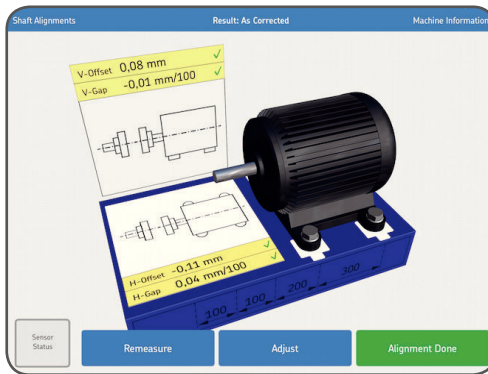 Shaft Alignments
Result: As Corrected
Machine Information
V-Offset 0,08 mm ✓
V-Gap -0,01 mm/100 ✓
H-Offset -0,11 mm ✓
H-Gap 0,04 mm/100 ✓
100 100 200 300
Sensor
Status
Remeasure
Adjust
Alignment Done